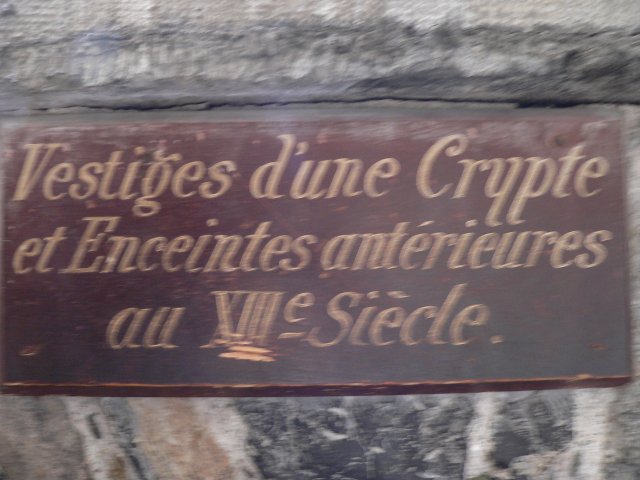 Vestiges d'une Crypte
et Enceintes antérieures
au XIIIe Siècle.